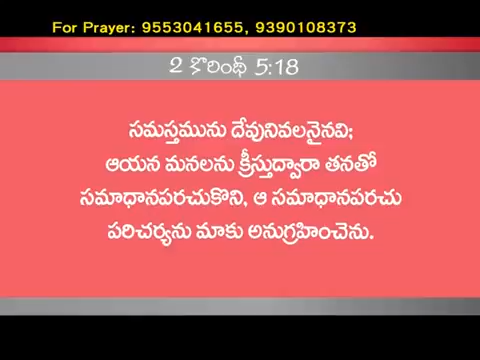 For Prayer: 9553041655, 9390108373
2 కొరింథీ 5:18
సమస్తమును దేవునివలనైనవి;
ఆయన మనలను క్రీస్తుద్వారా తనతో
సమాధానపరచుకొని, ఆ సమాధానపరచు
పరిచర్యను మాకు అనుగ్రహించెను.